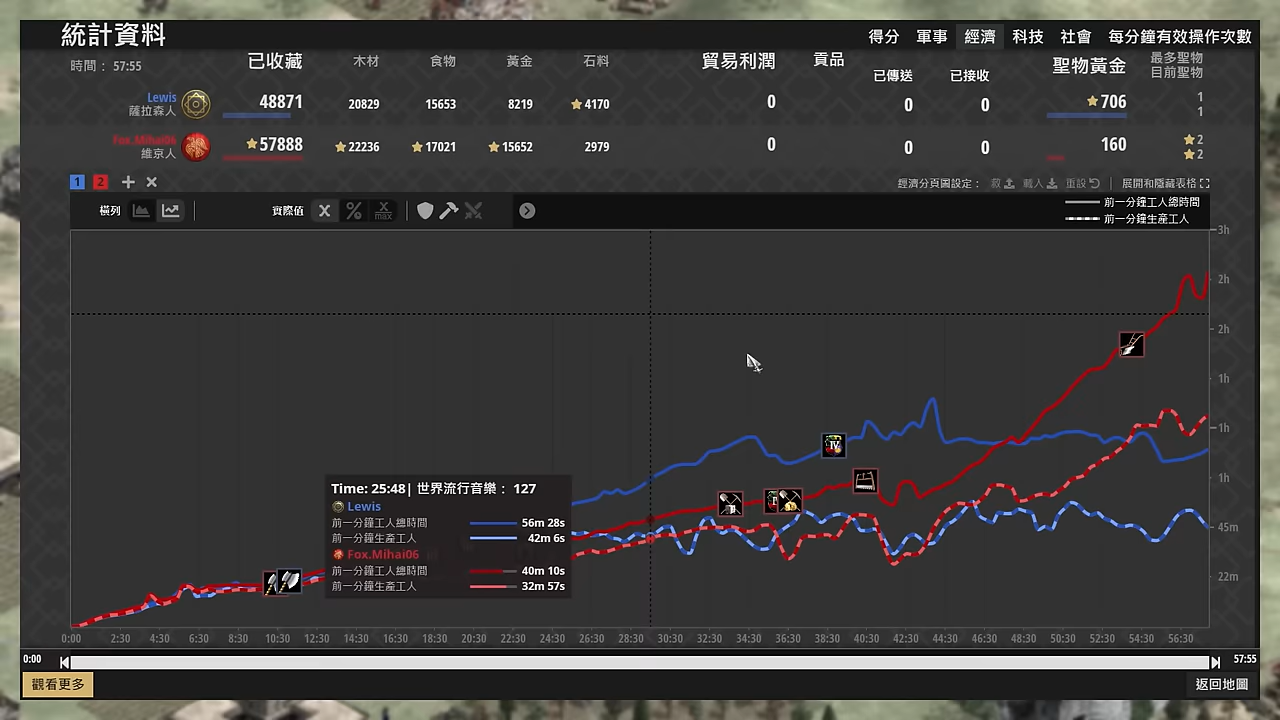 統計資料
得分 軍事 經濟 科技 社會 每分鐘有效操作次數
時間： 57:55
已收藏 木材 食物 黃金 石料 貿易利潤 貢品 已傳送 已接收 聖物黃金 最多聖物
目前聖物
Lewis
薩拉森人
48871 20829 15653 8219 4170 0 0 0 706 1
1
Fox.Mihai06
維京人
57888 22236 17021 15652 2979 0 0 0 160 2
2
1 2
經濟分頁圖設定： 載入 重設 | 展開和隱藏表格
橫列 實際值 X % X max
前一分鐘工人總時間
前一分鐘生產工人
3h
2h
2h
1h
1h
1h
45m
22m
Time: 25:48| 世界流行音樂： 127
Lewis
前一分鐘工人總時間 56m 28s
前一分鐘生產工人 42m 6s
Fox.Mihai06
前一分鐘工人總時間 40m 10s
前一分鐘生產工人 32m 57s
IV
0:00 2:30 4:30 6:30 8:30 10:30 12:30 14:30 16:30 18:30 20:30 22:30 24:30 26:30 28:30 30:30 32:30 34:30 36:30 38:30 40:30 42:30 44:30 46:30 48:30 50:30 52:30 54:30 56:30
0:00 57:55
觀看更多 返回地圖